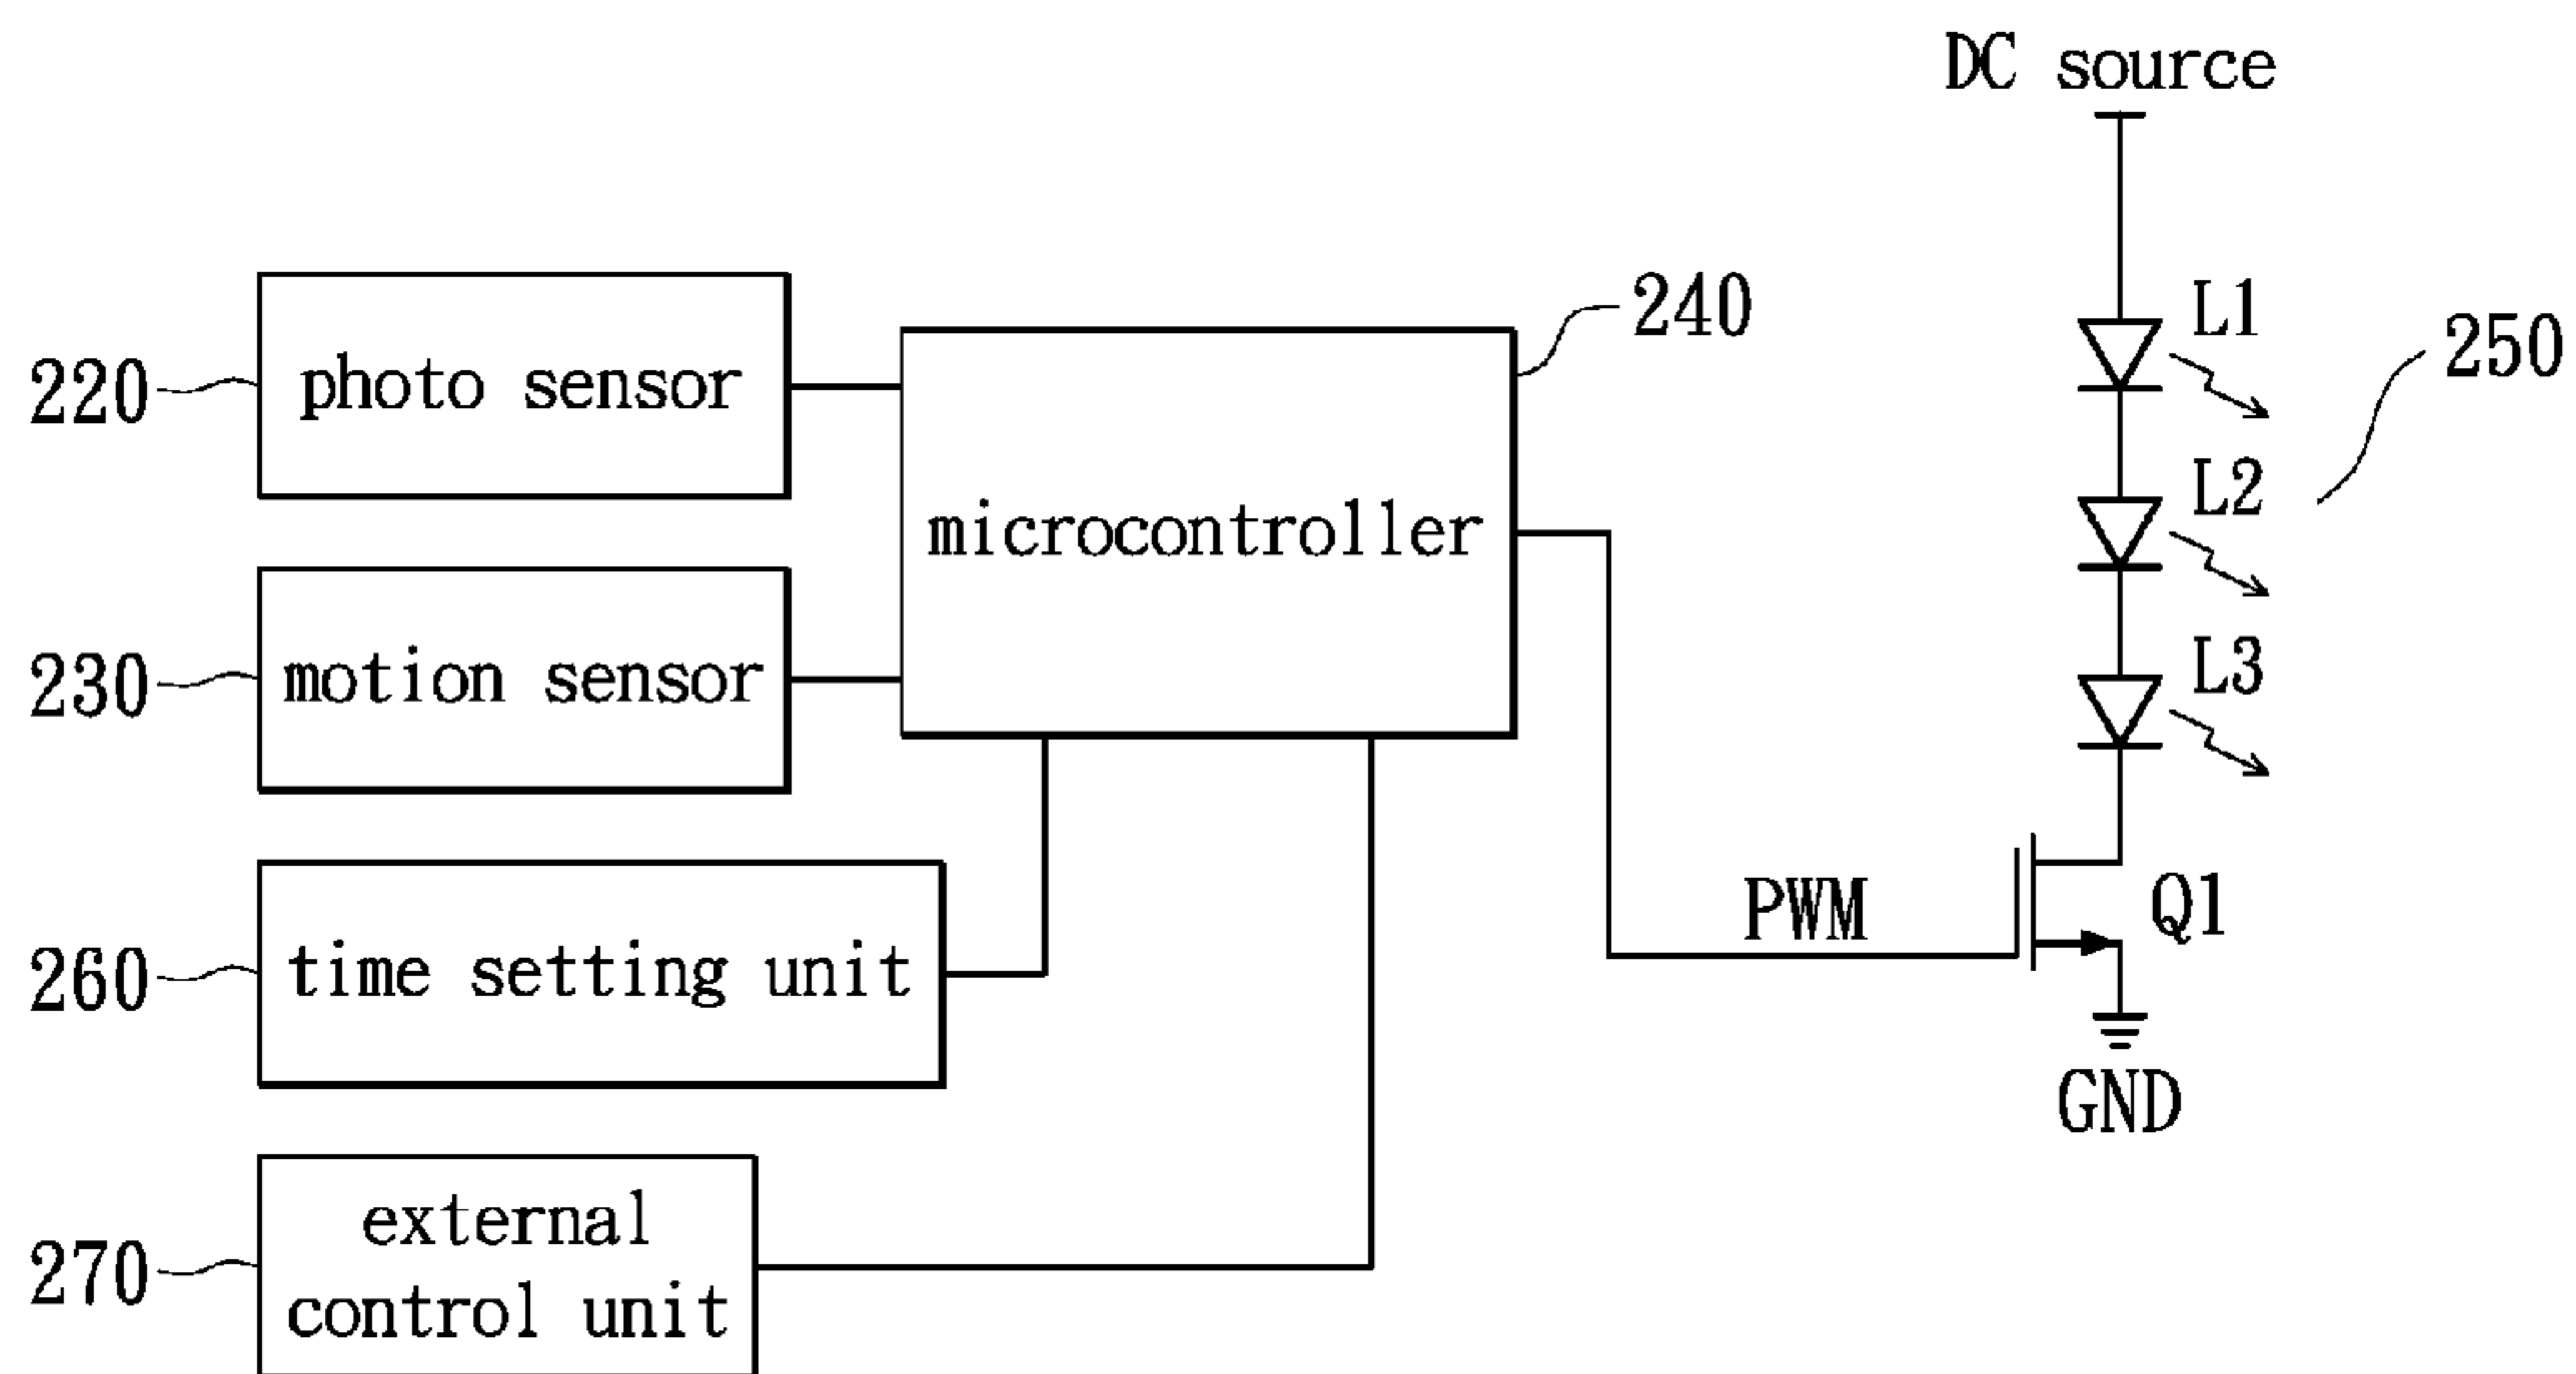 DC source
L1
240
250
220
photo sensor
L2
microcontroller
230
motion sensor
L3
PWM
Q1
260
time setting unit
GND
270
external
control unit